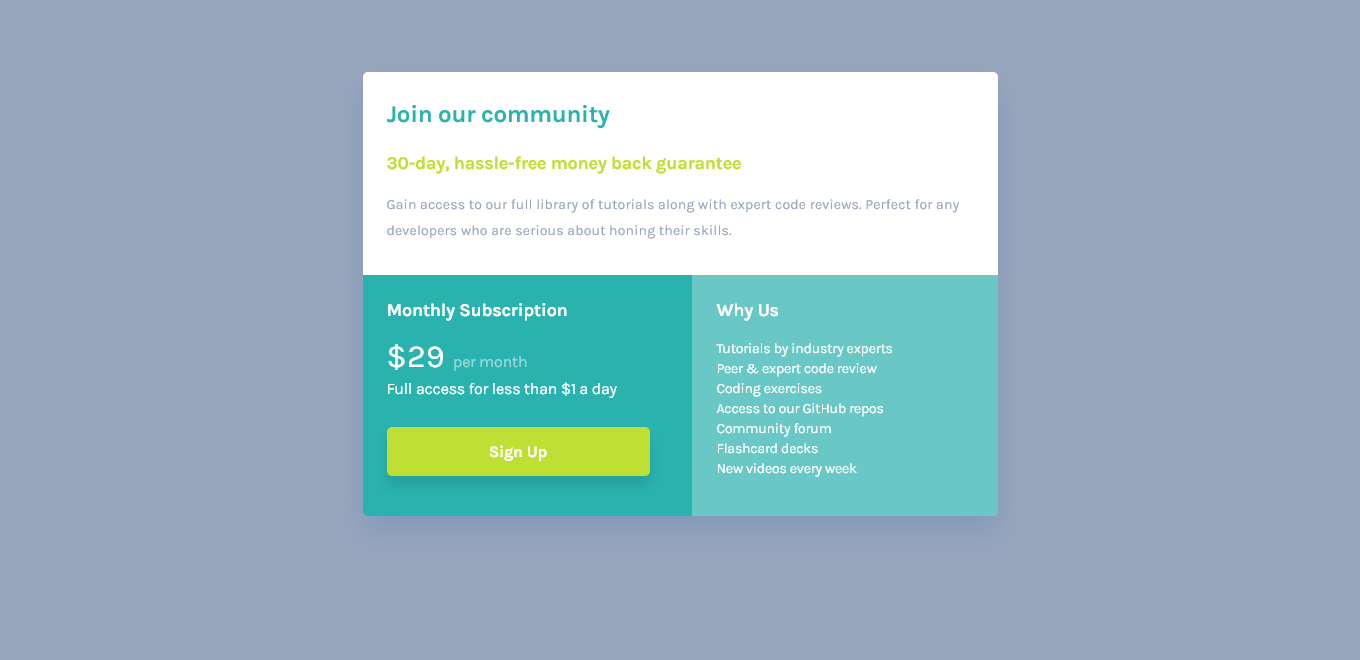 Join our community
30-day, hassle-free money back guarantee
Gain access to our full library of tutorials along with expert code reviews. Perfect for any
developers who are serious about honing their skills.
Monthly Subscription
$29 per month
Full access for less than $1 a day
Sign Up
Why Us
Tutorials by industry experts
Peer & expert code review
Coding exercises
Access to our GitHub repos
Community forum
Flashcard decks
New videos every week